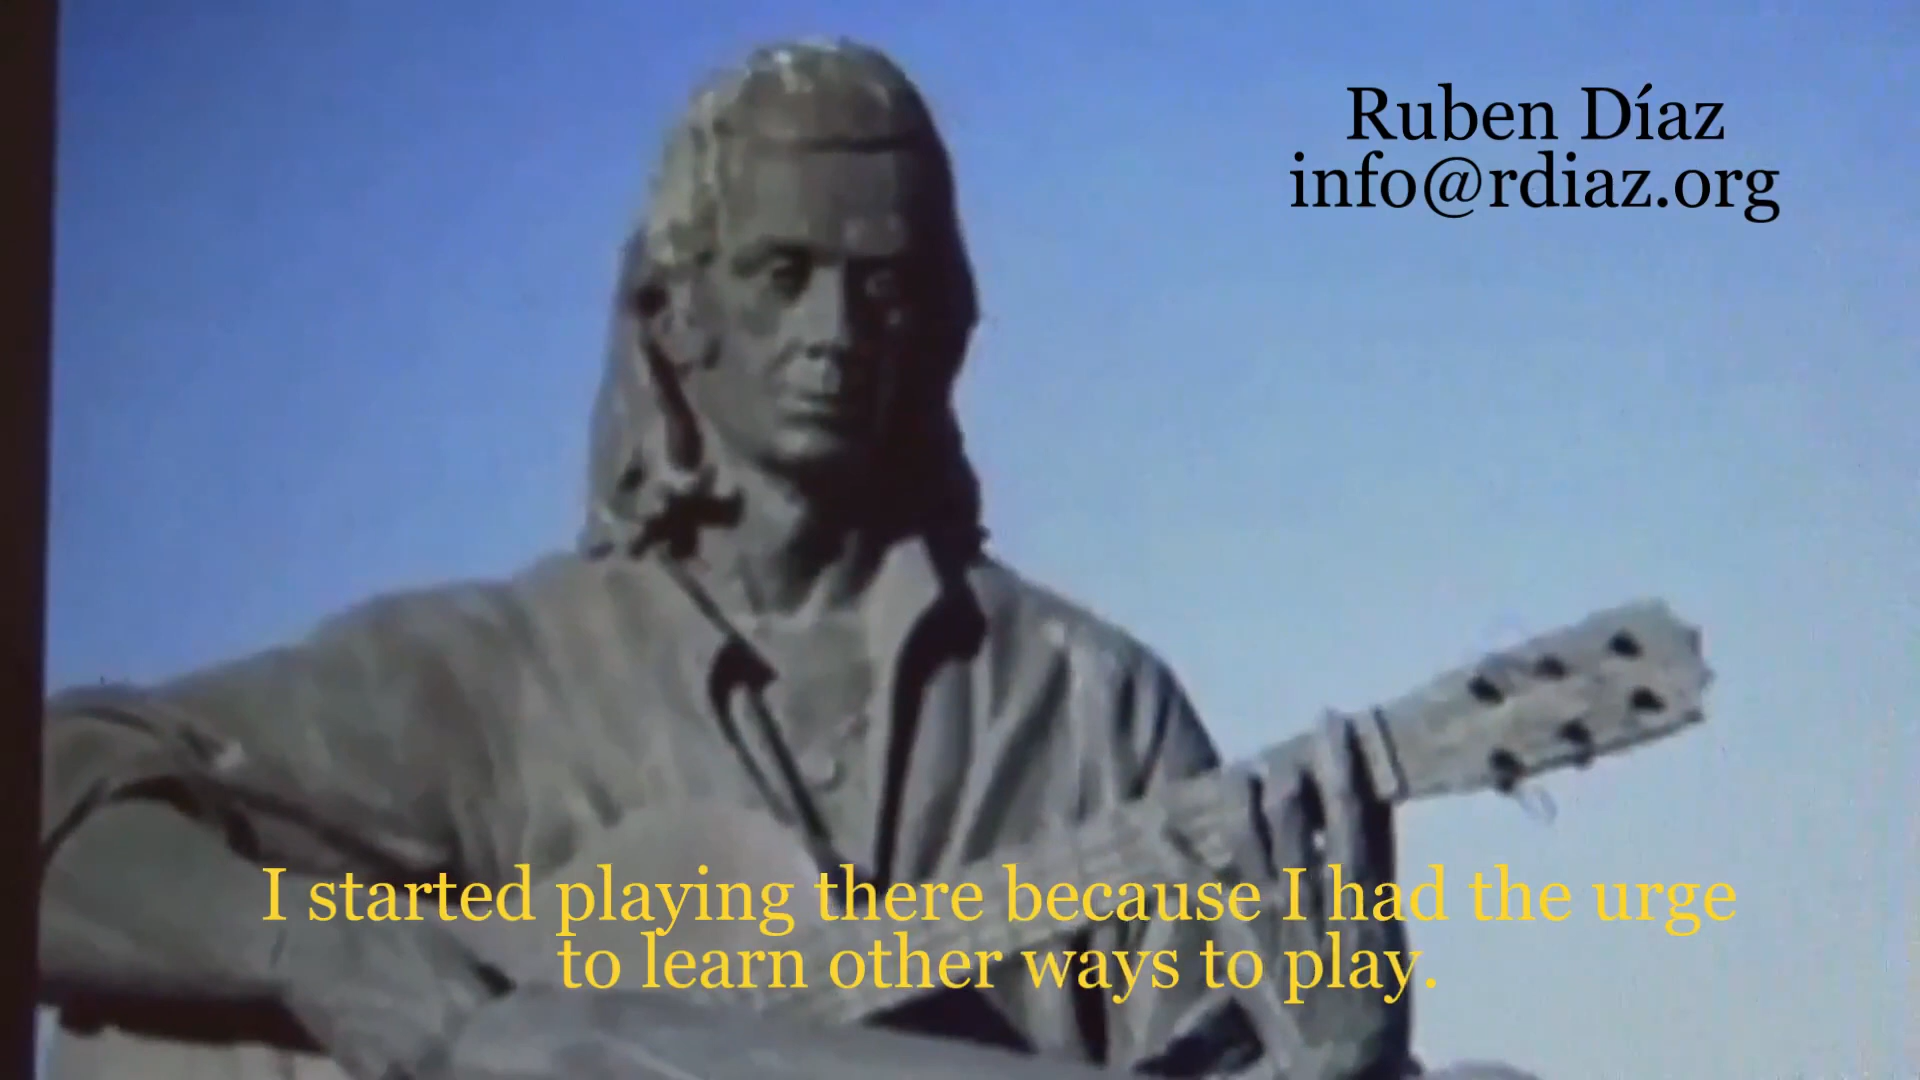 Ruben Díaz
info@rdiaz.org
I started playing there because I had the urge
to learn other ways to play.